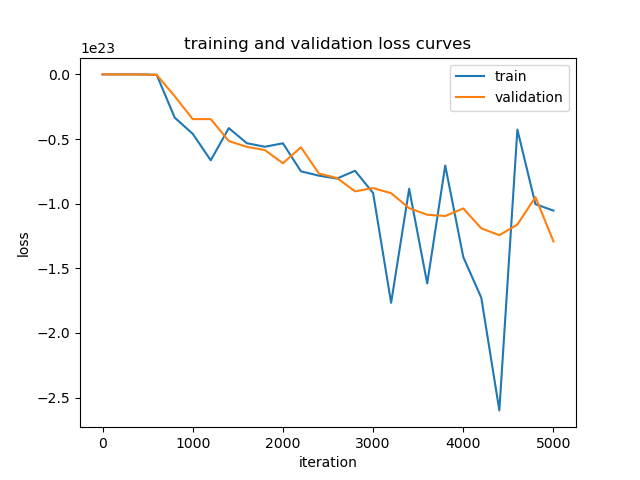 training and validation loss curves
1e23
train
validation
0.0
−0.5
−1.0
−1.5
−2.0
−2.5
loss
0 1000 2000 3000 4000 5000
iteration